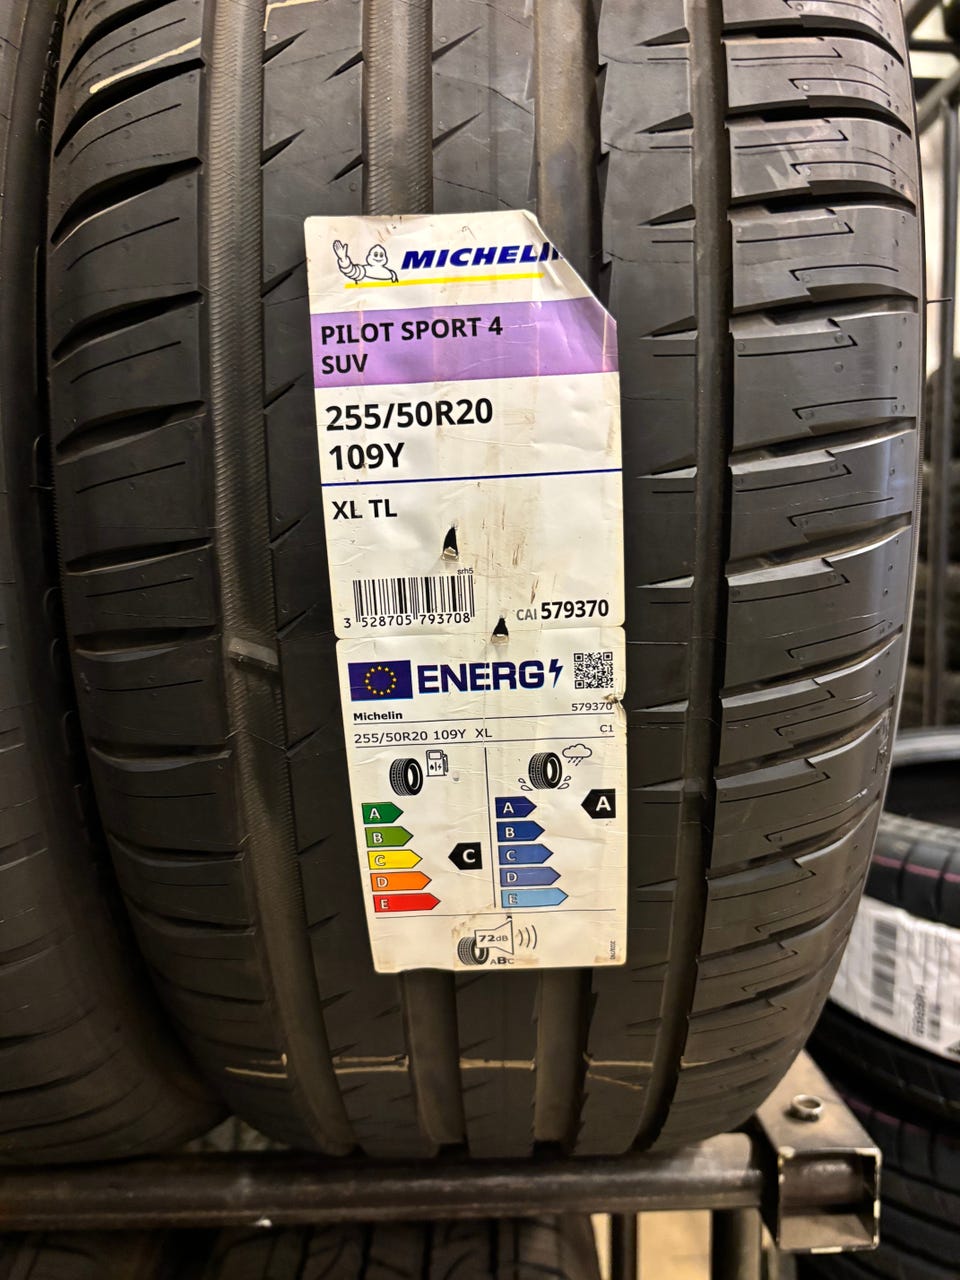 MICHELIN
PILOT SPORT 4
SUV
255/50R20
109Y
XL TL
srh5
3 528705 793708
CAI 579370
ENERG
Michelin
579370
255/50R20 109Y XL
C1
A
B
C
D
E
C
A
B
C
D
E
A
72dB
ABC